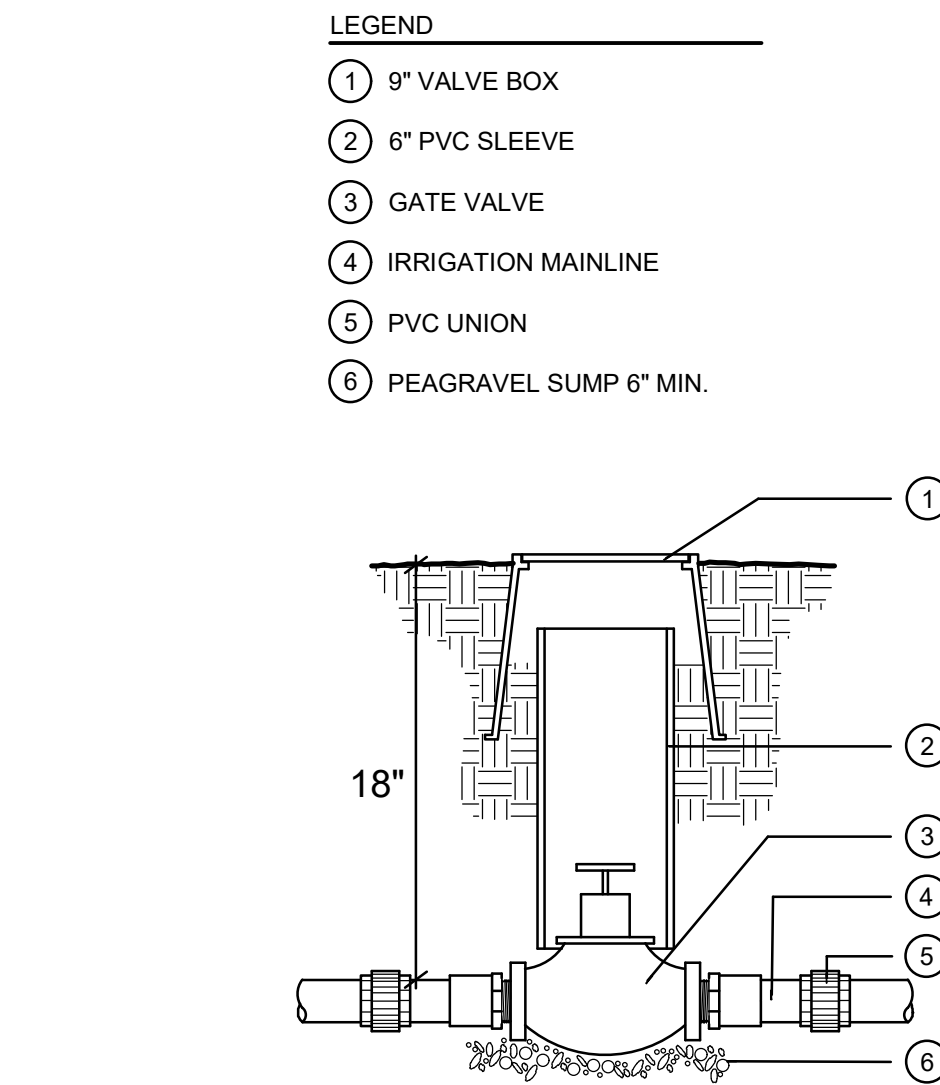 LEGEND
1 9" VALVE BOX
2 6" PVC SLEEVE
3 GATE VALVE
4 IRRIGATION MAINLINE
5 PVC UNION
6 PEAGRAVEL SUMP 6" MIN.
1
2
18"
3
4
5
6